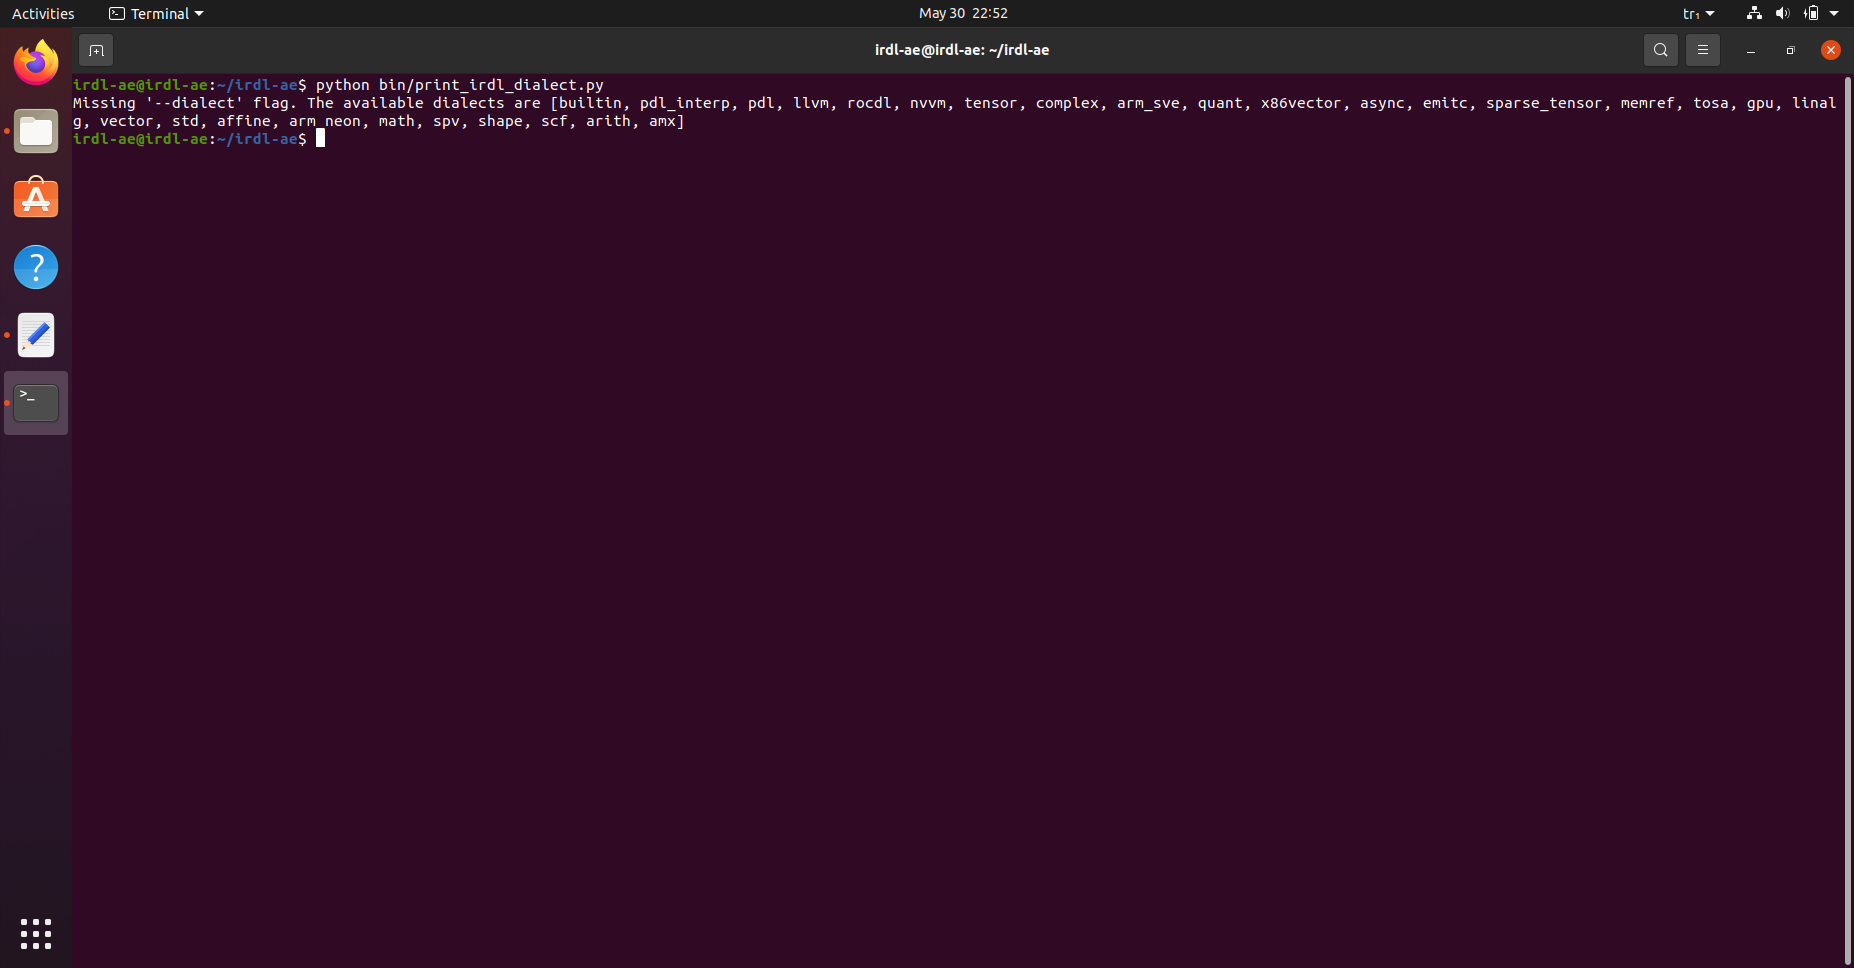 Activities Terminal May 30 22:52 tr₁
irdl-ae@irdl-ae: ~/irdl-ae
irdl-ae@irdl-ae:~/irdl-ae$ python bin/print_irdl_dialect.py
Missing '--dialect' flag. The available dialects are [builtin, pdl_interp, pdl, llvm, rocdl, nvvm, tensor, complex, arm_sve, quant, x86vector, async, emitc, sparse_tensor, memref, tosa, gpu, linal
g, vector, std, affine, arm_neon, math, spv, shape, scf, arith, amx]
irdl-ae@irdl-ae:~/irdl-ae$